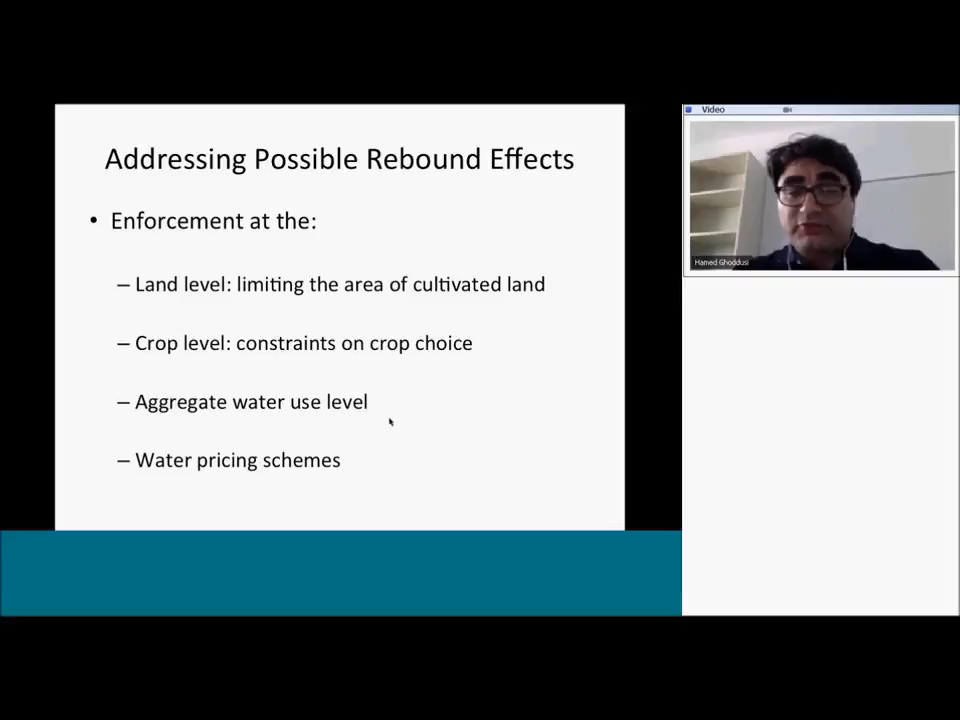 Addressing Possible Rebound Effects
• Enforcement at the:
– Land level: limiting the area of cultivated land
– Crop level: constraints on crop choice
– Aggregate water use level
– Water pricing schemes
Video
Hamed Ghoddusi